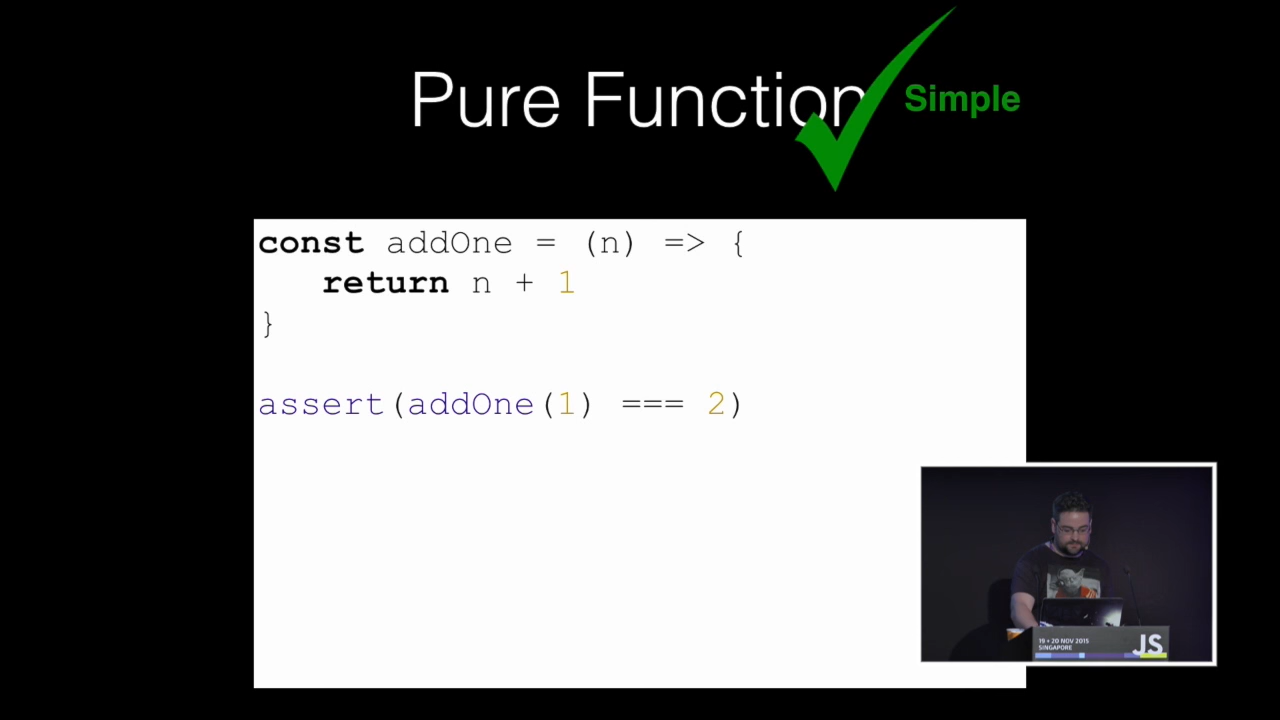 Pure Function
Simple
const addOne = (n) => {
return n + 1
}
assert(addOne(1) === 2)
19 + 20 NOV 2015
SINGAPORE
JS